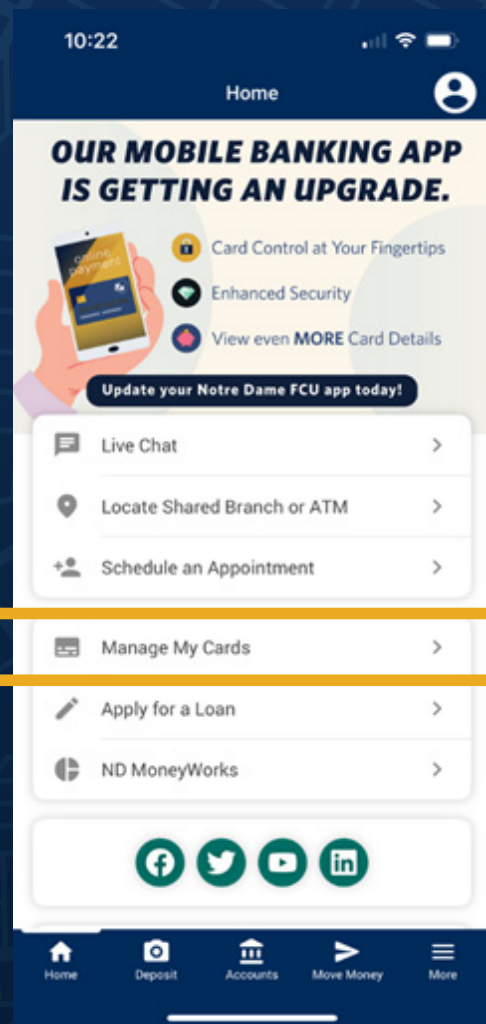 10:22
Home
OUR MOBILE BANKING APP
IS GETTING AN UPGRADE.
online
payment
Card Control at Your Fingertips
Enhanced Security
View even MORE Card Details
Update your Notre Dame FCU app today!
Live Chat
Locate Shared Branch or ATM
Schedule an Appointment
Manage My Cards
Apply for a Loan
ND MoneyWorks
Home
Deposit
Accounts
Move Money
More